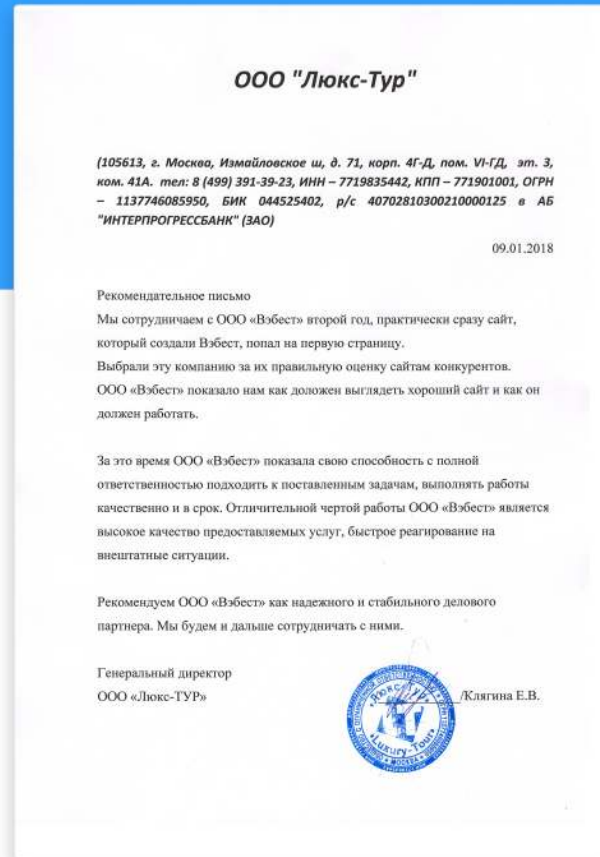 ООО "Люкс-Тур"
(105613, г. Москва, Измайловское ш, д. 71, корп. 4Г-Д, пом. VI-ГД, эт. 3,
ком. 41А. тел: 8 (499) 391-39-23, ИНН – 7719835442, КПП – 771901001, ОГРН
– 1137746085950, БИК 044525402, р/с 40702810300210000125 в АБ
"ИНТЕРПРОГРЕССБАНК" (ЗАО)
09.01.2018
Рекомендательное письмо
Мы сотрудничаем с ООО «Вэбест» второй год, практически сразу сайт,
который создали Вэбест, попал на первую страницу.
Выбрали эту компанию за их правильную оценку сайтам конкурентов.
ООО «Вэбест» показало нам как доложен выглядеть хороший сайт и как он
должен работать.
За это время ООО «Вэбест» показала свою способность с полной
ответственностью подходить к поставленным задачам, выполнять работы
качественно и в срок. Отличительной чертой работы ООО «Вэбест» является
высокое качество предоставляемых услуг, быстрое реагирование на
внештатные ситуации.
Рекомендуем ООО «Вэбест» как надежного и стабильного делового
партнера. Мы будем и дальше сотрудничать с ними.
Генеральный директор
ООО «Люкс-ТУР»
/Клягина Е.В.
Люкс-Тур
Luxury-Tour
МОСКВА